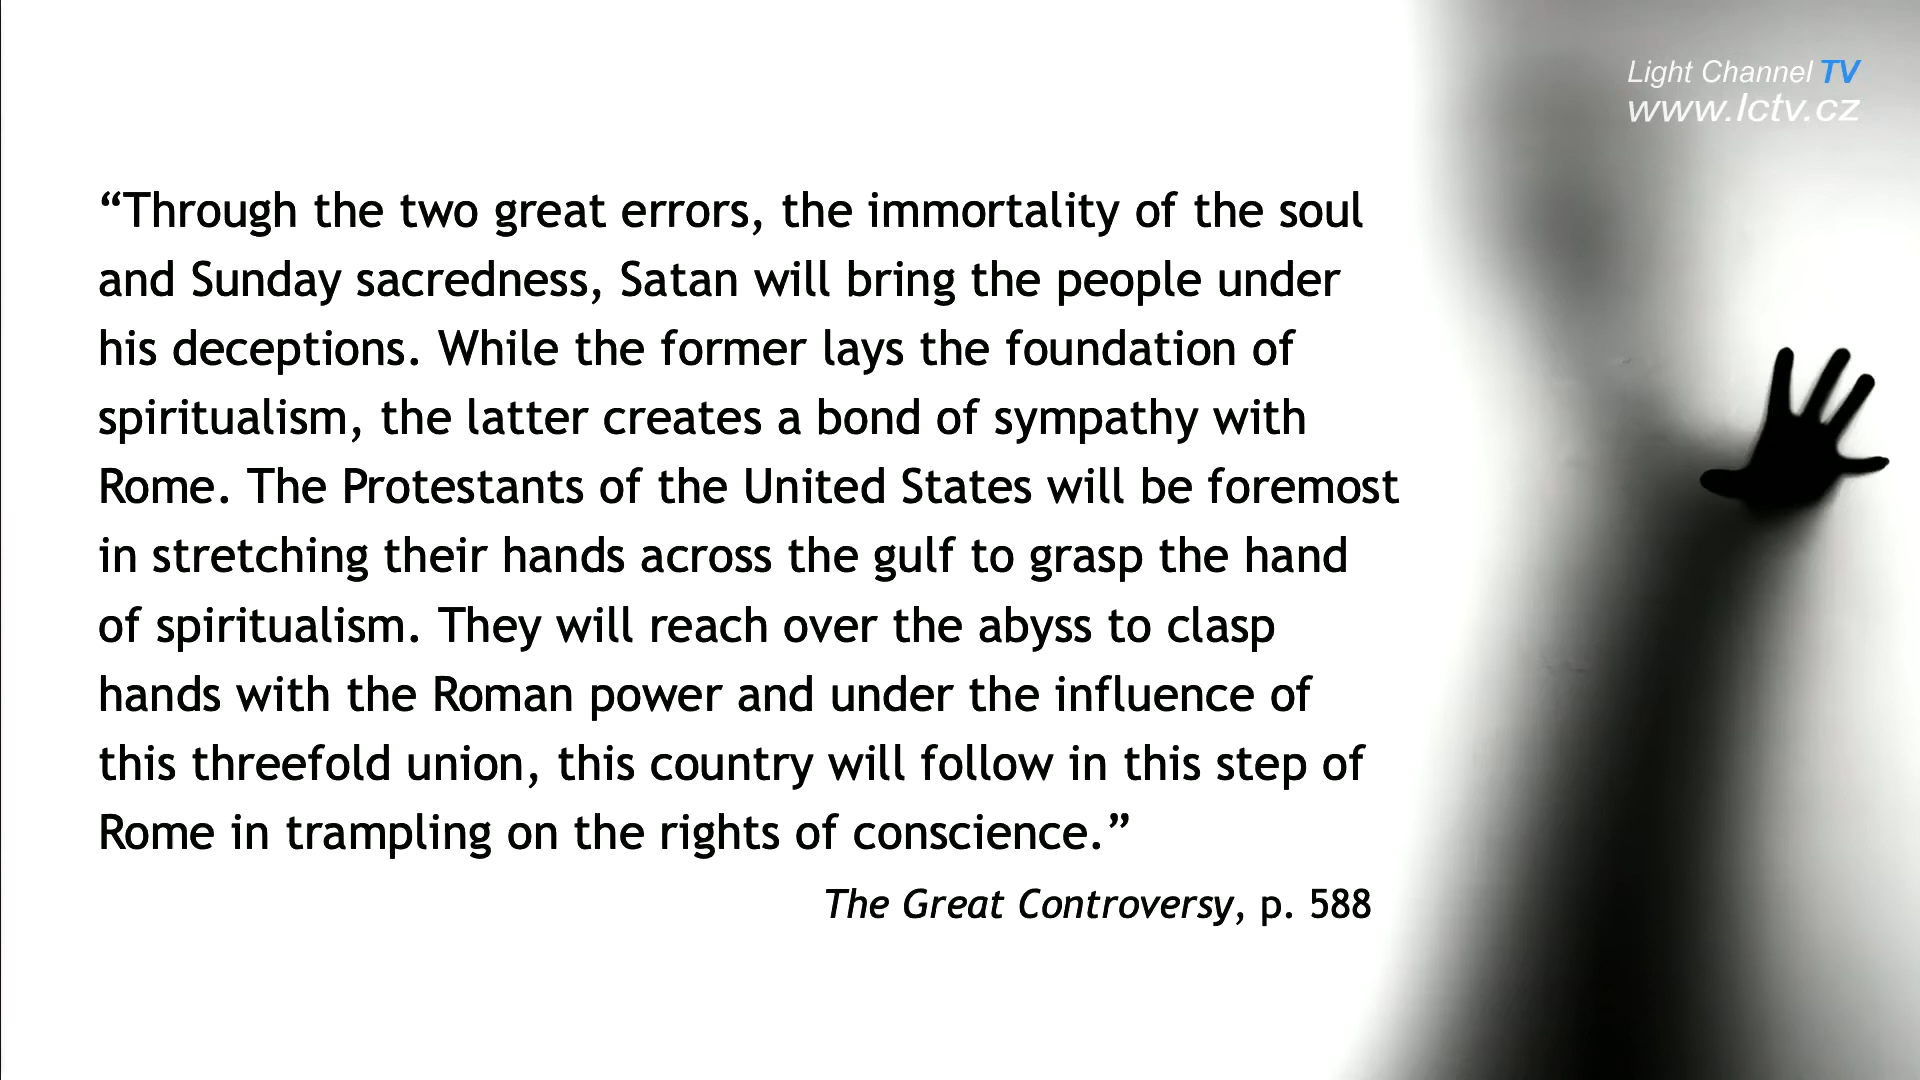 Light Channel TV
www.lctv.cz
“Through the two great errors, the immortality of the soul
and Sunday sacredness, Satan will bring the people under
his deceptions. While the former lays the foundation of
spiritualism, the latter creates a bond of sympathy with
Rome. The Protestants of the United States will be foremost
in stretching their hands across the gulf to grasp the hand
of spiritualism. They will reach over the abyss to clasp
hands with the Roman power and under the influence of
this threefold union, this country will follow in this step of
Rome in trampling on the rights of conscience.”
The Great Controversy, p. 588